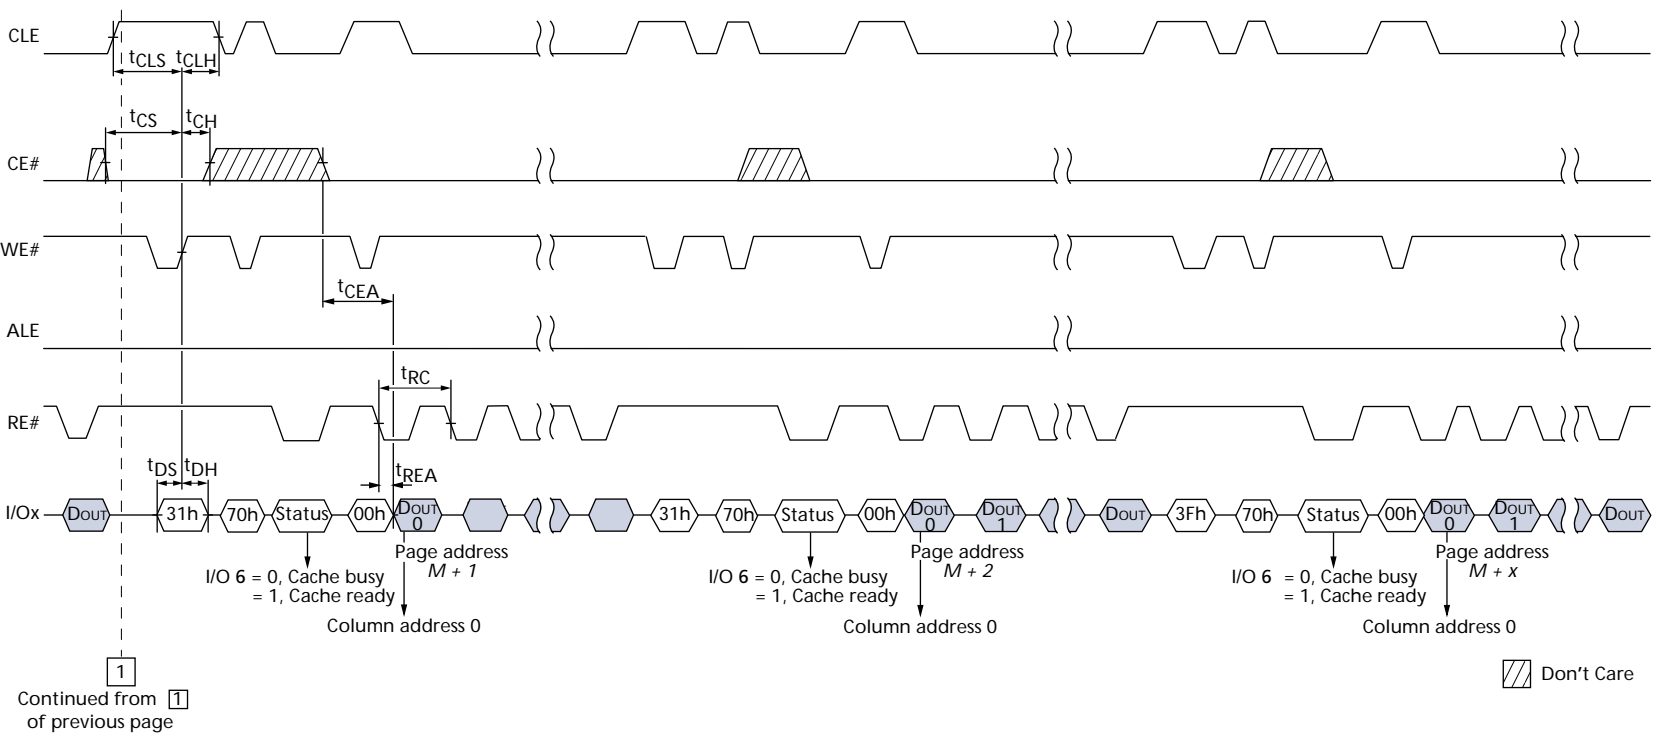 CLE
tCLS tCLH
tCS tCH
CE#
WE#
tCEA
ALE
tRC
RE#
tDS tDH
tREA
I/Ox
DOUT 31h 70h Status 00h DOUT 0 31h 70h Status 00h DOUT 0 DOUT 1 DOUT 3Fh 70h Status 00h DOUT 0 DOUT 1 DOUT
Page address
M + 1
I/O 6 = 0, Cache busy
= 1, Cache ready
Column address 0
Page address
M + 2
I/O 6 = 0, Cache busy
= 1, Cache ready
Column address 0
Page address
M + x
I/O 6 = 0, Cache busy
= 1, Cache ready
Column address 0
1
Continued from 1
of previous page
Don't Care